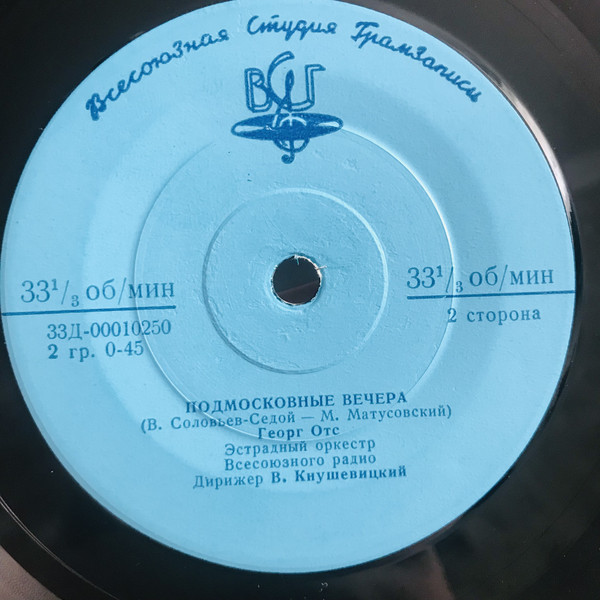 Всесоюзная Студия Грамзаписи
ВСГ
33¹/₃ об/мин
33Д-00010250
2 гр. 0-45
33¹/₃ об/мин
2 сторона
ПОДМОСКОВНЫЕ ВЕЧЕРА
(В. Соловьев-Седой — М. Матусовский)
Георг Отс
Эстрадный оркестр
Всесоюзного радио
Дирижер В. Кнушевицкий